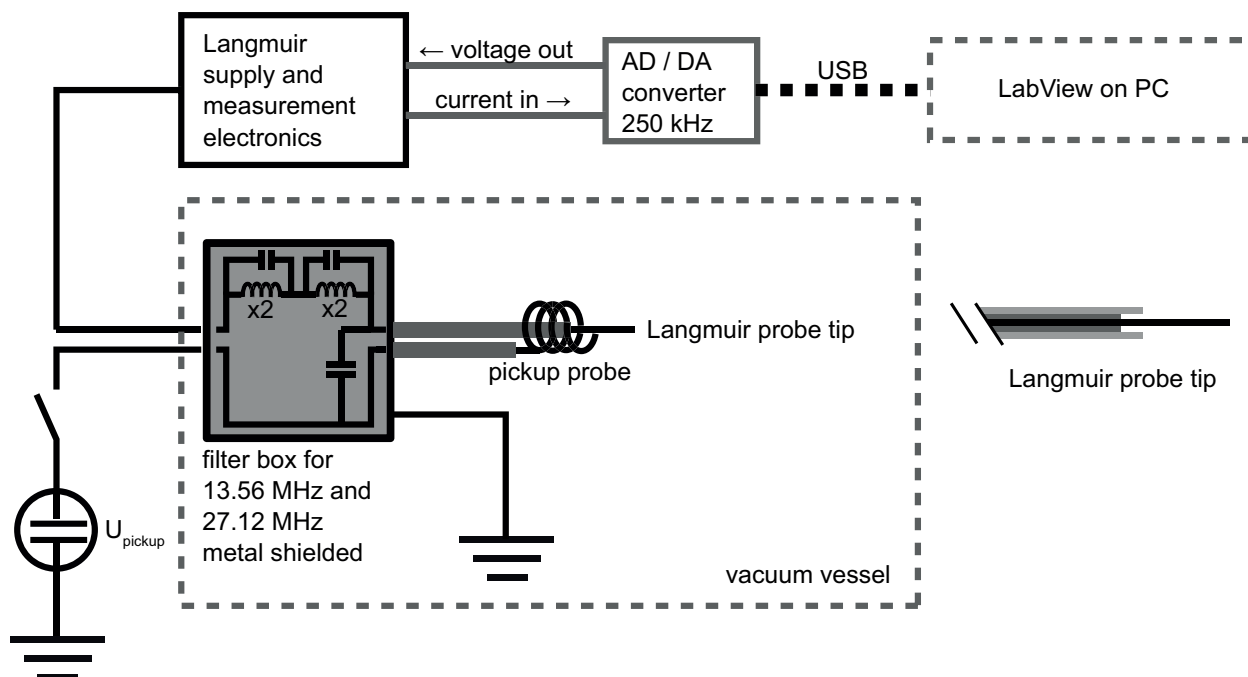 Langmuir
supply and
measurement
electronics
← voltage out
current in →
AD / DA
converter
250 kHz
USB
LabView on PC
x2 x2
Langmuir probe tip
pickup probe
Langmuir probe tip
filter box for
13.56 MHz and
27.12 MHz
metal shielded
U_pickup
vacuum vessel